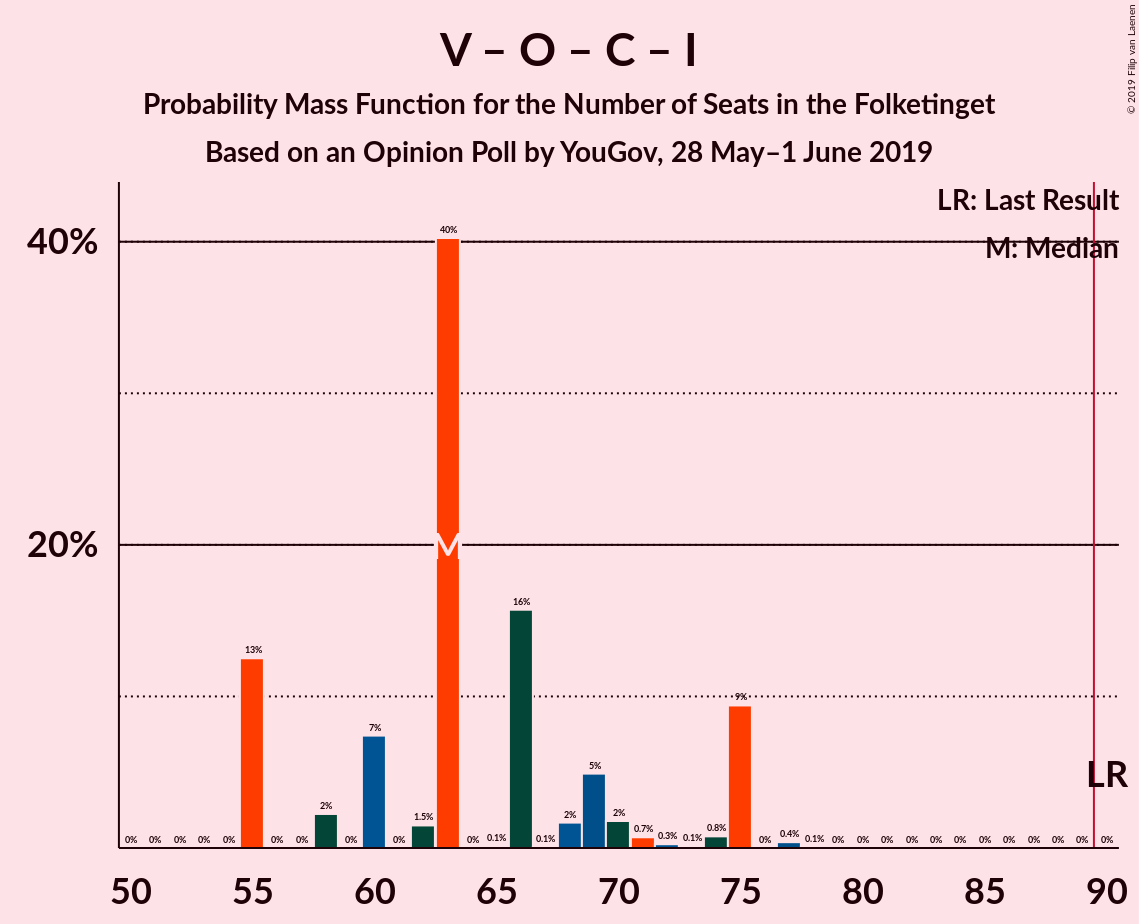 V – O – C – I
Probability Mass Function for the Number of Seats in the Folketinget
Based on an Opinion Poll by YouGov, 28 May–1 June 2019
© 2019 Filip van Laenen
LR: Last Result
M: Median
40%
20%
0% 0% 0% 0% 0% 13% 0% 0% 2% 0% 7% 0% 1.5% 40% 0% 0.1% 16% 0.1% 2% 5% 2% 0.7% 0.3% 0.1% 0.8% 9% 0% 0.4% 0.1% 0% 0% 0% 0% 0% 0% 0% 0% 0% 0% 0% 0%
M
LR
50 55 60 65 70 75 80 85 90